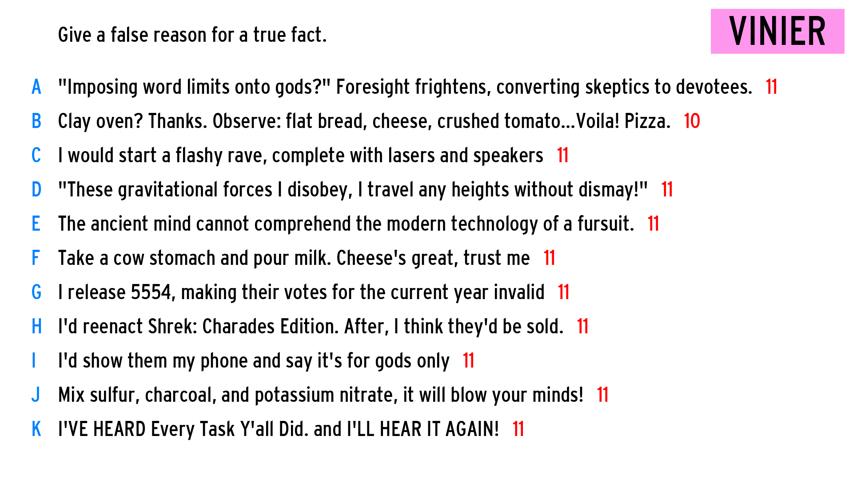 Give a false reason for a true fact.
VINIER
A "Imposing word limits onto gods?" Foresight frightens, converting skeptics to devotees. 11
B Clay oven? Thanks. Observe: flat bread, cheese, crushed tomato...Voila! Pizza. 10
C I would start a flashy rave, complete with lasers and speakers 11
D "These gravitational forces I disobey, I travel any heights without dismay!" 11
E The ancient mind cannot comprehend the modern technology of a fursuit. 11
F Take a cow stomach and pour milk. Cheese's great, trust me 11
G I release 5554, making their votes for the current year invalid 11
H I'd reenact Shrek: Charades Edition. After, I think they'd be sold. 11
I I'd show them my phone and say it's for gods only 11
J Mix sulfur, charcoal, and potassium nitrate, it will blow your minds! 11
K I'VE HEARD Every Task Y'all Did. and I'LL HEAR IT AGAIN! 11